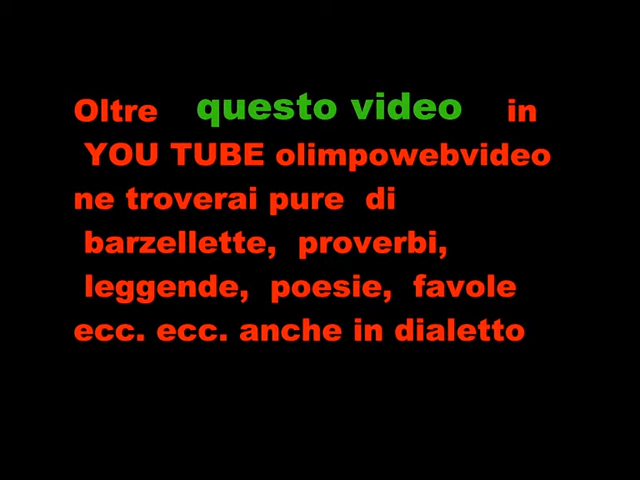 Oltre questo video in
YOU TUBE olimpowebvideo
ne troverai pure di
barzellette, proverbi,
leggende, poesie, favole
ecc. ecc. anche in dialetto